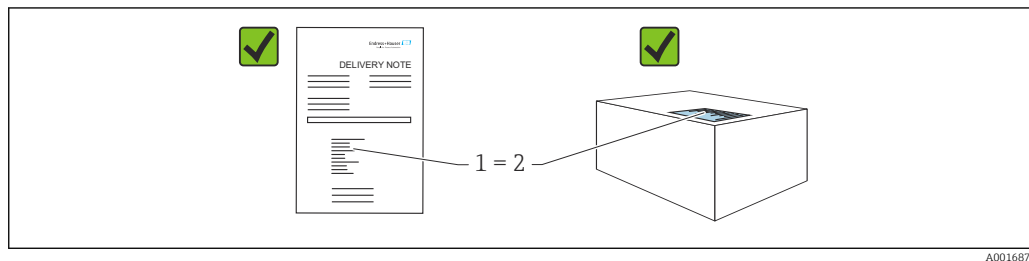 Endress+Hauser
DELIVERY NOTE
1 = 2
A001687